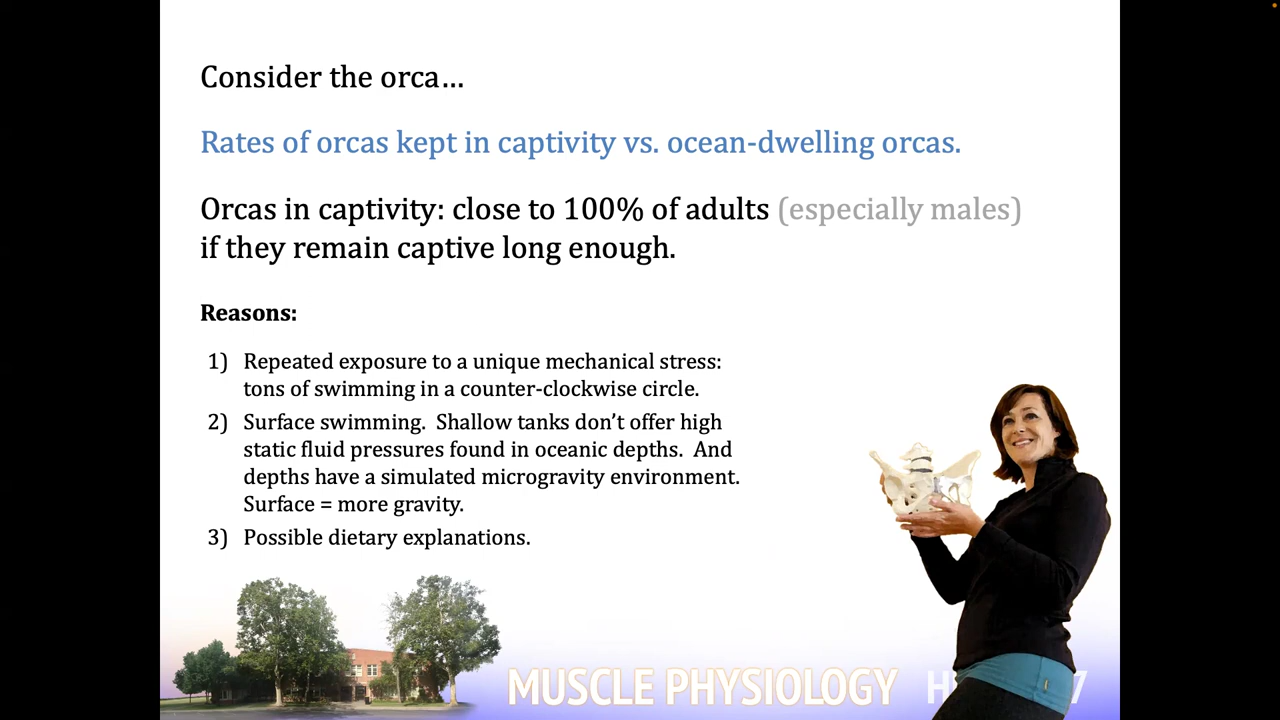 Consider the orca…
Rates of orcas kept in captivity vs. ocean-dwelling orcas.
Orcas in captivity: close to 100% of adults (especially males)
if they remain captive long enough.
Reasons:
1) Repeated exposure to a unique mechanical stress:
tons of swimming in a counter-clockwise circle.
2) Surface swimming. Shallow tanks don’t offer high
static fluid pressures found in oceanic depths. And
depths have a simulated microgravity environment.
Surface = more gravity.
3) Possible dietary explanations.
MUSCLE PHYSIOLOGY